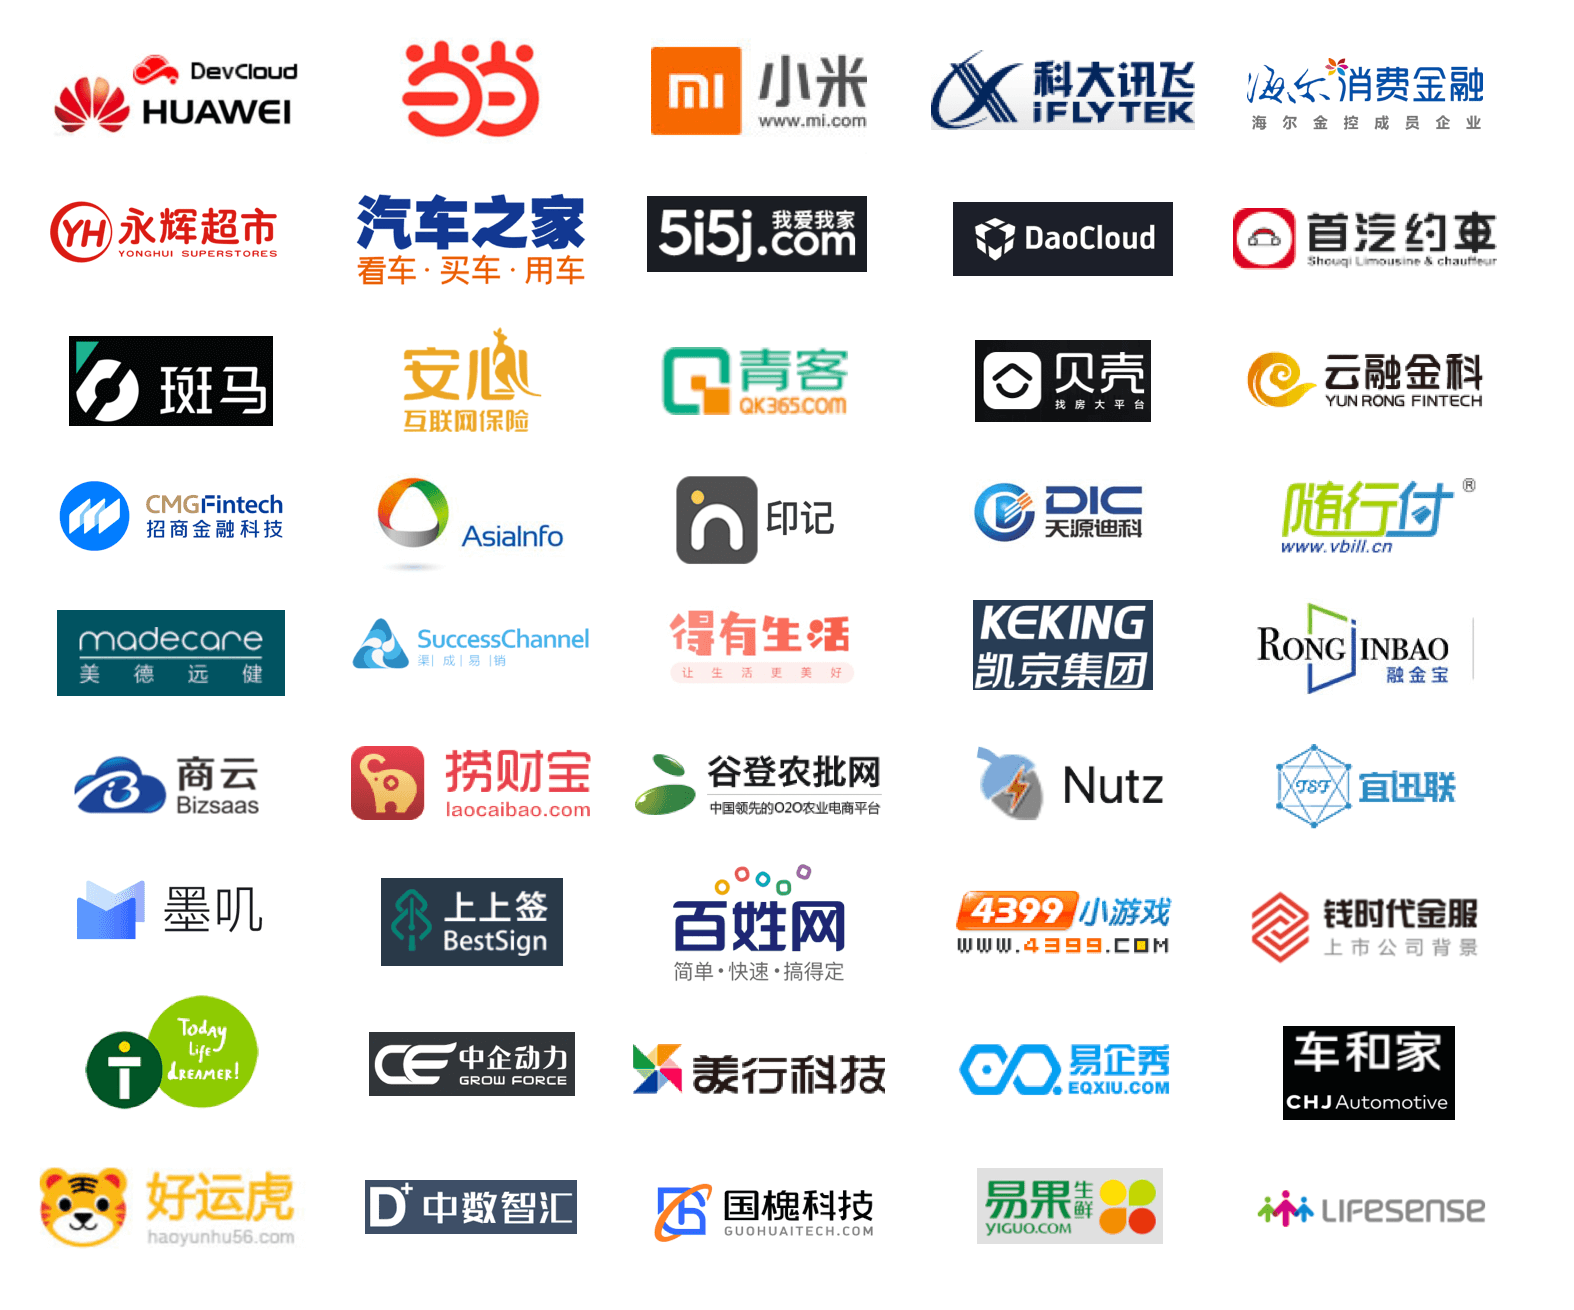 DevCloud
HUAWEI
当当
mi
小米
www.mi.com
科大讯飞
iFLYTEK
海尔消费金融
海尔金控成员企业
YH
永辉超市
YONGHUI SUPERSTORES
汽车之家
看车·买车·用车
5i5j.com
我爱我家
DaoCloud
首汽约車
Shouqi Limousine & chauffeur
斑马
安心
互联网保险
青客
QK365.COM
贝壳
找房大平台
云融金科
YUN RONG FINTECH
CMGFintech
招商金融科技
AsiaInfo
印记
DIC
天源迪科
随行付®
www.vbill.cn
madecare
美德远健
SuccessChannel
渠|成|易|销
得有生活
让生活更美好
KEKING
凯京集团
RONGJINBAO
融金宝
商云
Bizsaas
捞财宝
laocaibao.com
谷登农批网
中国领先的O2O农业电商平台
Nutz
TSF
宜迅联
墨叽
上上签
BestSign
百姓网
简单·快速·搞得定
4399小游戏
www.4399.com
钱时代金服
上市公司背景
T
Today
Life
dREAMER!
CE
中企动力
GROW FORCE
美行科技
易企秀
EQXIU.COM
车和家
CHJ Automotive
好运虎
haoyunhu56.com
D+
中数智汇
国槐科技
GUOHUAITECH.COM
易果生鲜
YIGUO.COM
LIFESENSE